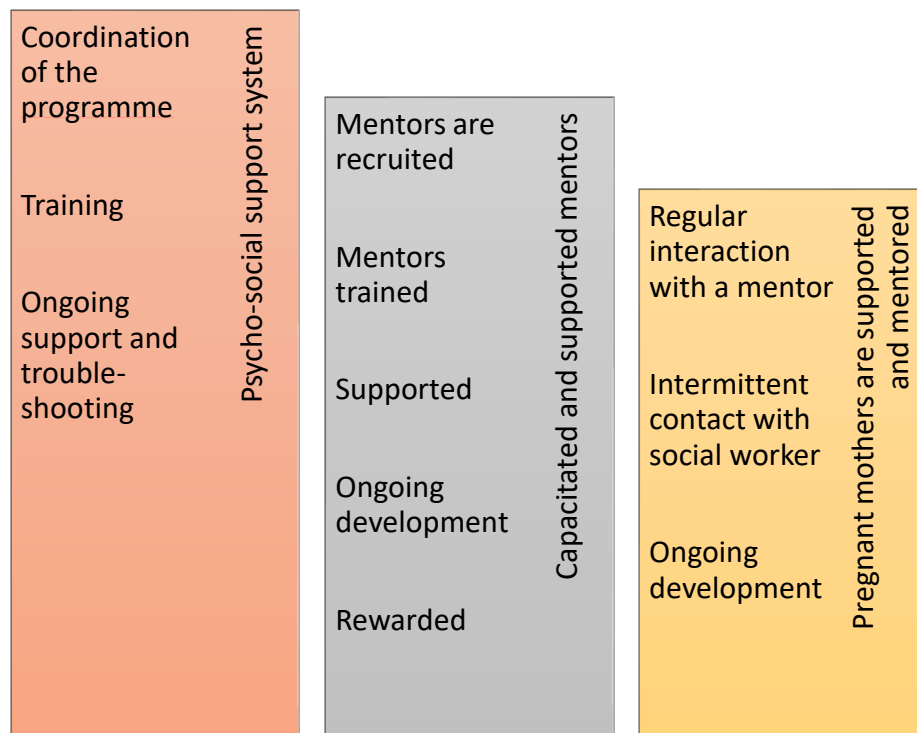 Coordination
of the
programme
Training
Ongoing
support and
trouble-
shooting
Psycho-social support system
Mentors are
recruited
Mentors
trained
Supported
Ongoing
development
Rewarded
Capacitated and supported mentors
Regular
interaction
with a mentor
Intermittent
contact with
social worker
Ongoing
development
Pregnant mothers are supported
and mentored